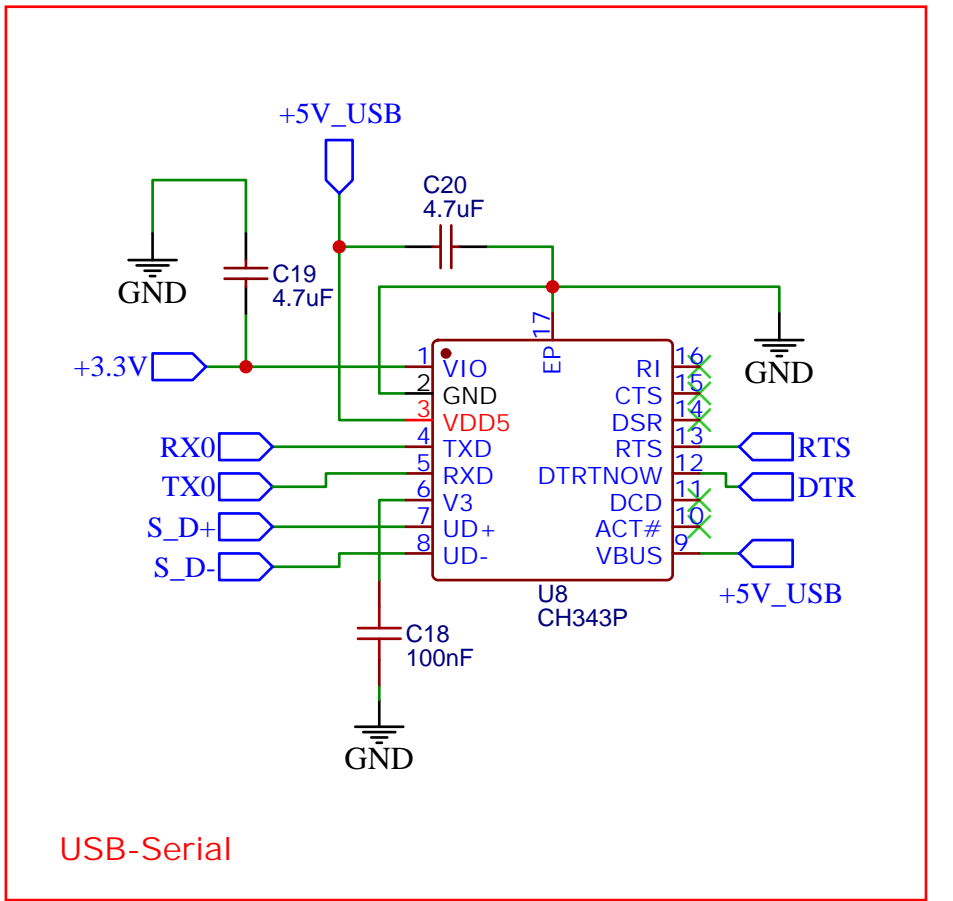 +5V_USB
C20
4.7uF
GND
C19
4.7uF
+3.3V
GND
17
EP
1
VIO
2
GND
3
VDD5
4
TXD
5
RXD
6
V3
7
UD+
8
UD-
16
RI
15
CTS
14
DSR
13
RTS
12
DTRTNOW
11
DCD
10
ACT#
9
VBUS
RX0
TX0
S_D+
S_D-
RTS
DTR
+5V_USB
U8
CH343P
C18
100nF
GND
USB-Serial